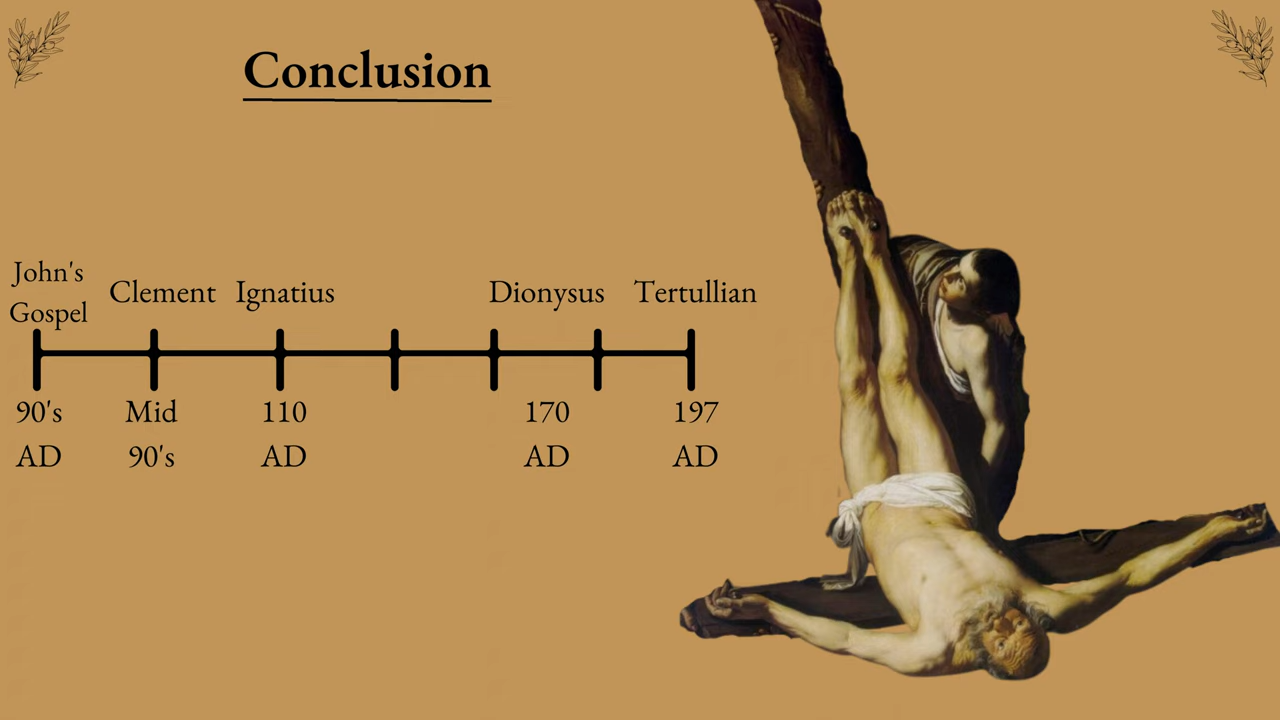 Conclusion
John's
Gospel
Clement
Ignatius
Dionysus
Tertullian
90's
AD
Mid
90's
110
AD
170
AD
197
AD